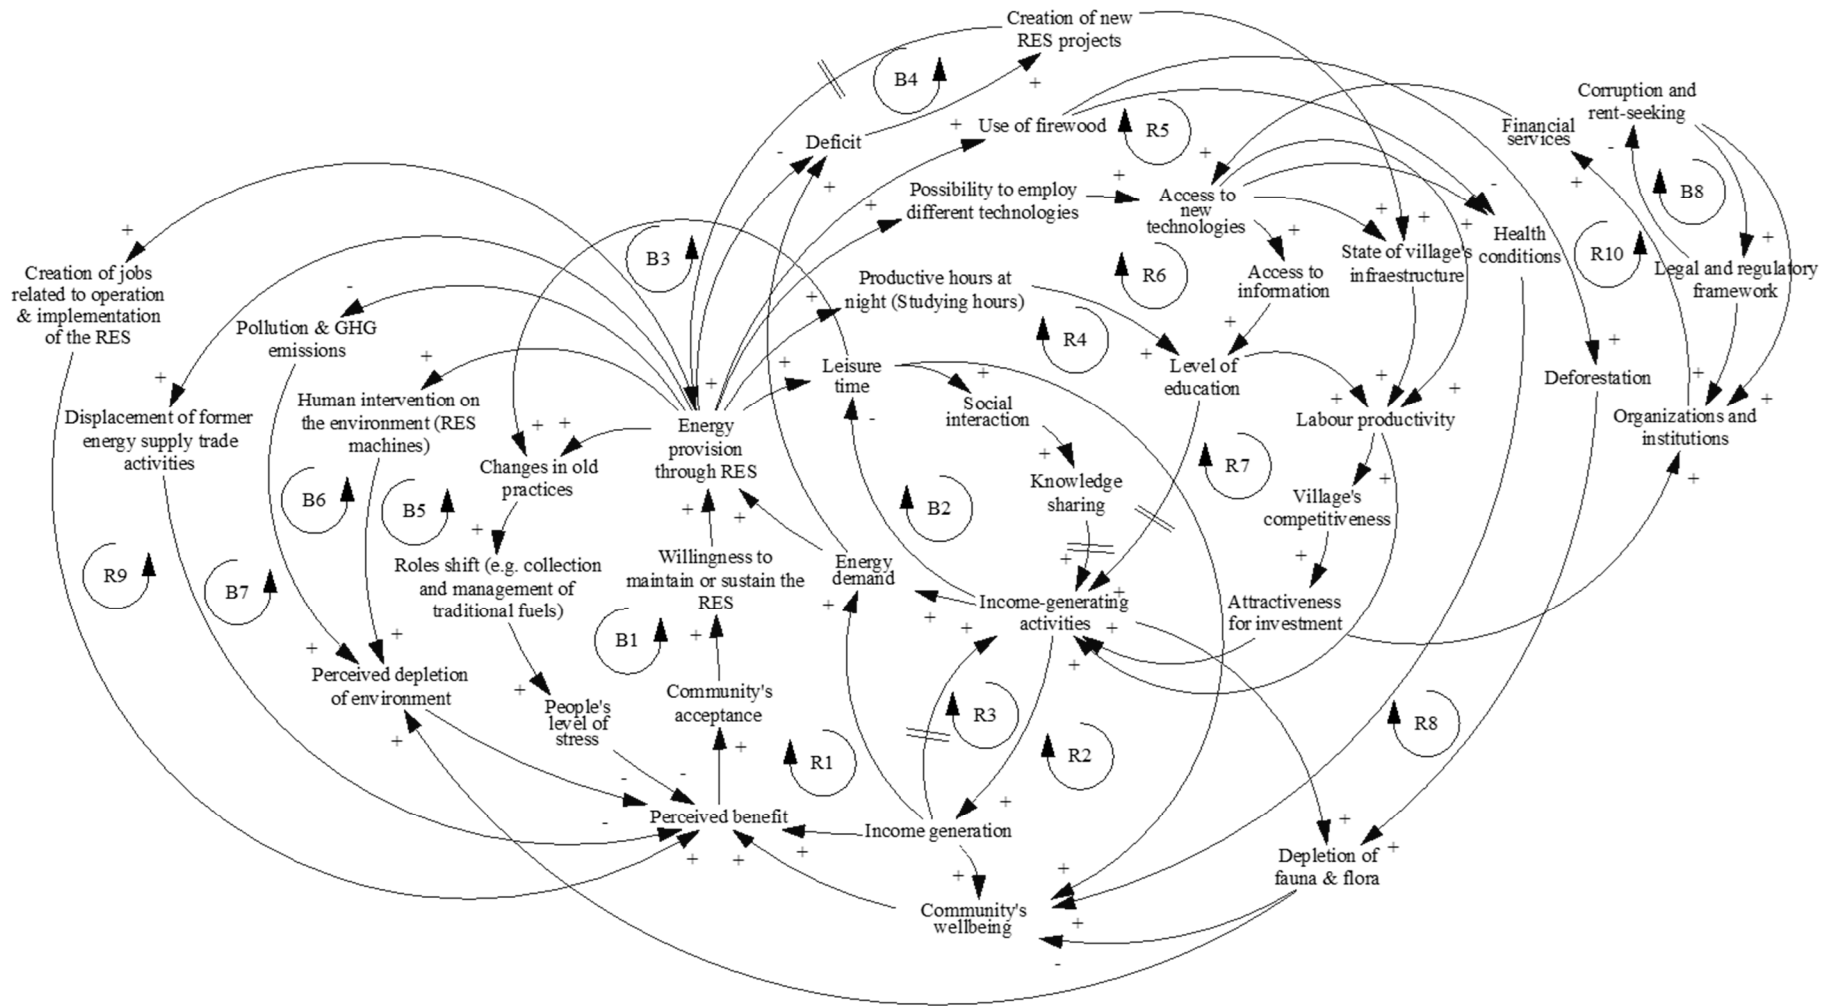 Creation of new
RES projects
B4
Corruption and
rent-seeking
Use of firewood
R5
Financial
services
Deficit
Possibility to employ
different technologies
Access to
new
technologies
B8
B3
R6
State of village's
infraestructure
Health
conditions
R10
Legal and regulatory
framework
Creation of jobs
related to operation
& implementation
of the RES
Productive hours at
night (Studying hours)
Access to
information
Pollution & GHG
emissions
R4
Leisure
time
Level of
education
Deforestation
Human intervention on
the environment (RES
machines)
Displacement of former
energy supply trade
activities
Energy
provision
through RES
Social
interaction
Labour productivity
Organizations and
institutions
Changes in old
practices
R7
Knowledge
sharing
Village's
competitiveness
B6
B5
B2
R9
B7
Roles shift (e.g. collection
and management of
traditional fuels)
Willingness to
maintain or sustain the
RES
Energy
demand
Income-generating
activities
Attractiveness
for investment
B1
Perceived depletion
of environment
People's
level of
stress
Community's
acceptance
R3
R8
R1
R2
Perceived benefit
Income generation
Depletion of
fauna & flora
Community's
wellbeing